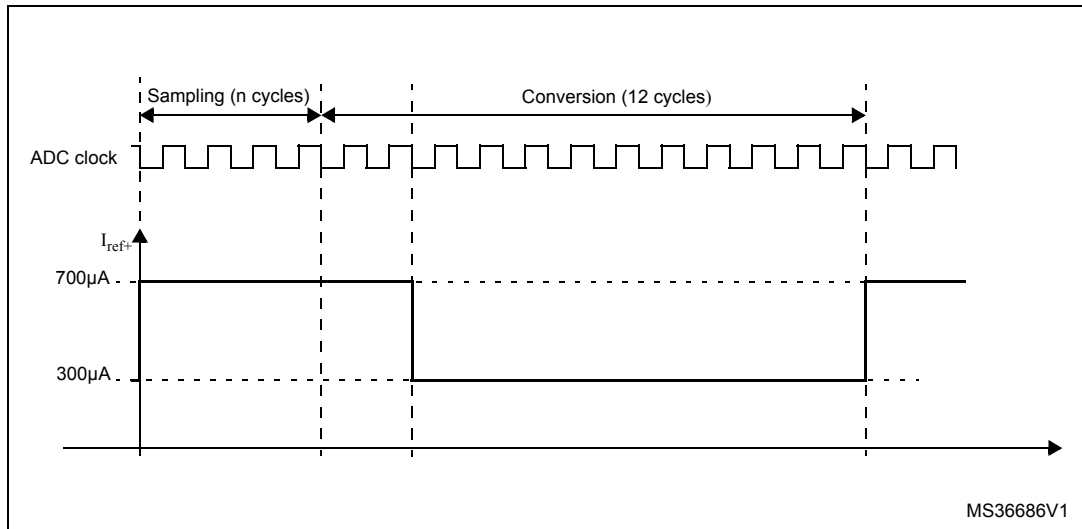 Sampling (n cycles)
Conversion (12 cycles)
ADC clock
Iref+
700µA
300µA
MS36686V1